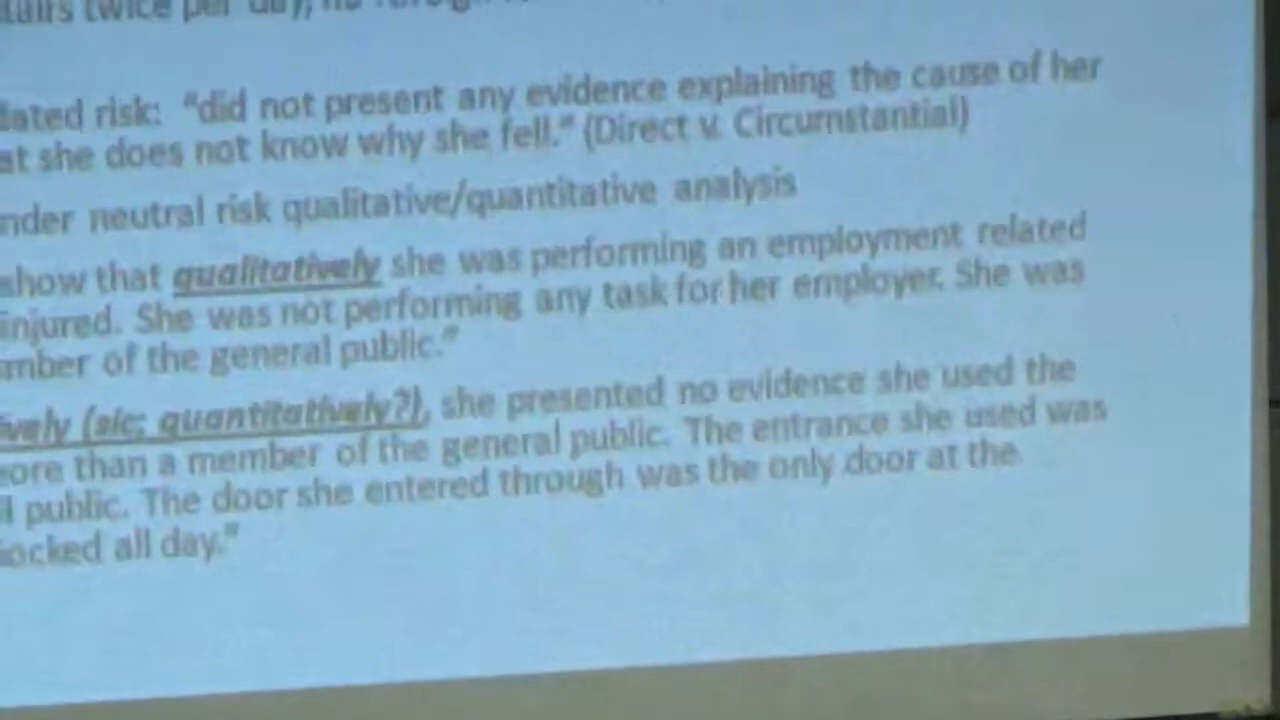 twice per day), no
risk: "did not present any evidence explaining the cause of her
at she does not know why she fell." (Direct v. Circumstantial)
nder neutral risk qualitative/quantitative analysis
show that qualitatively she was performing an employment related
injured. She was not performing any task for her employer. She was
mber of the general public."
vely (sic; quantitatively?), she presented no evidence she used the
ore than a member of the general public. The entrance she used was
l public. The door she entered through was the only door at the
locked all day."